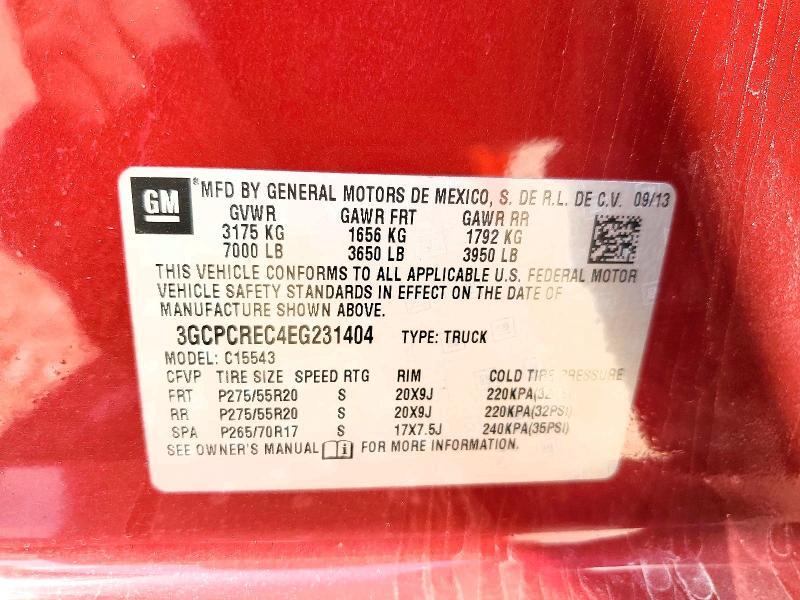 GM *MFD BY GENERAL MOTORS DE MEXICO, S. DE R.L. DE C.V. 09/13
GVWR GAWR FRT GAWR RR
3175 KG 1656 KG 1792 KG
7000 LB 3650 LB 3950 LB
THIS VEHICLE CONFORMS TO ALL APPLICABLE U.S. FEDERAL MOTOR
VEHICLE SAFETY STANDARDS IN EFFECT ON THE DATE OF
MANUFACTURE SHOWN ABOVE.
3GCPCREC4EG231404 TYPE: TRUCK
MODEL: C15543
CFVP TIRE SIZE SPEED RTG RIM COLD TIRE PRESSURE
FRT P275/55R20 S 20X9J 220KPA(32PSI)
RR P275/55R20 S 20X9J 220KPA(32PSI)
SPA P265/70R17 S 17X7.5J 240KPA(35PSI)
SEE OWNER'S MANUAL i FOR MORE INFORMATION.